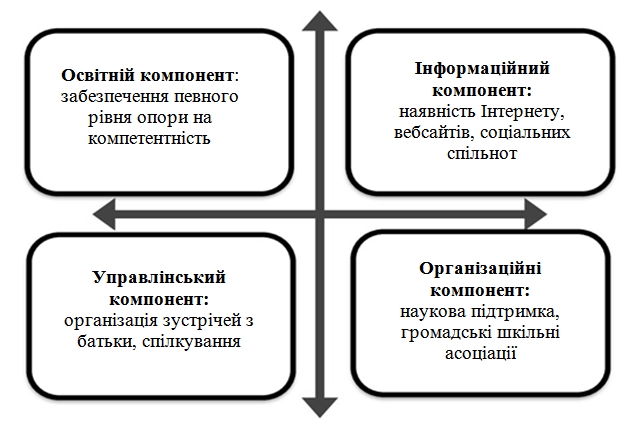 Освітній компонент:
забезпечення певного
рівня опори на
компетентність
Інформаційний
компонент:
наявність Інтернету,
вебсайтів, соціальних
спільнот
Управлінський
компонент:
організація зустрічей з
батьки, спілкування
Організаційні
компонент:
наукова підтримка,
громадські шкільні
асоціації